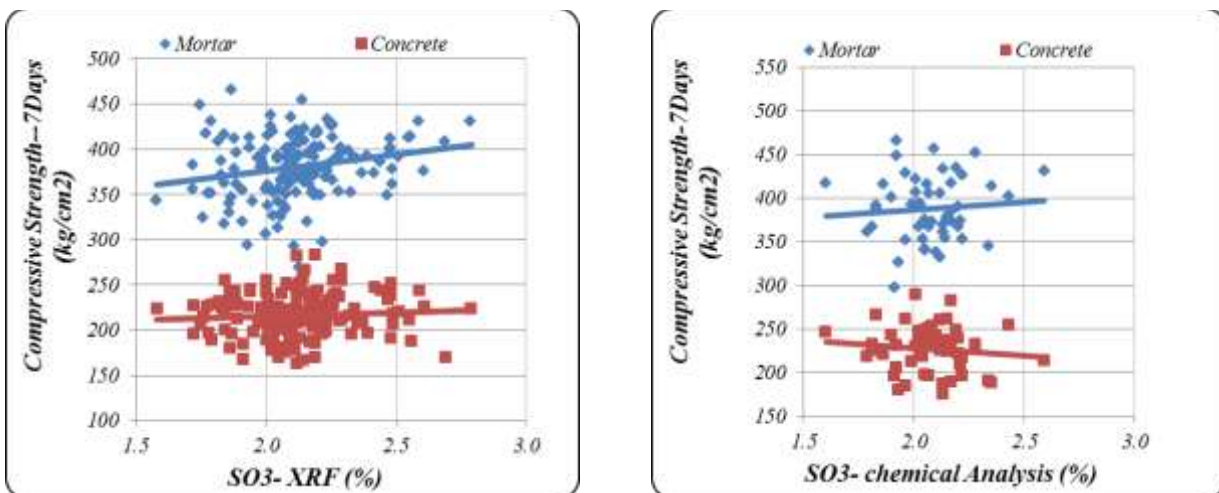 Mortar Concrete
Compressive Strength--7Days
(kg/cm2)
500
450
400
350
300
250
200
150
100
1.5 2.0 2.5 3.0
SO3- XRF (%)
Mortar Concrete
Compressive Strength-7Days
(kg/cm2)
550
500
450
400
350
300
250
200
150
1.5 2.0 2.5 3.0
SO3- chemical Analysis (%)